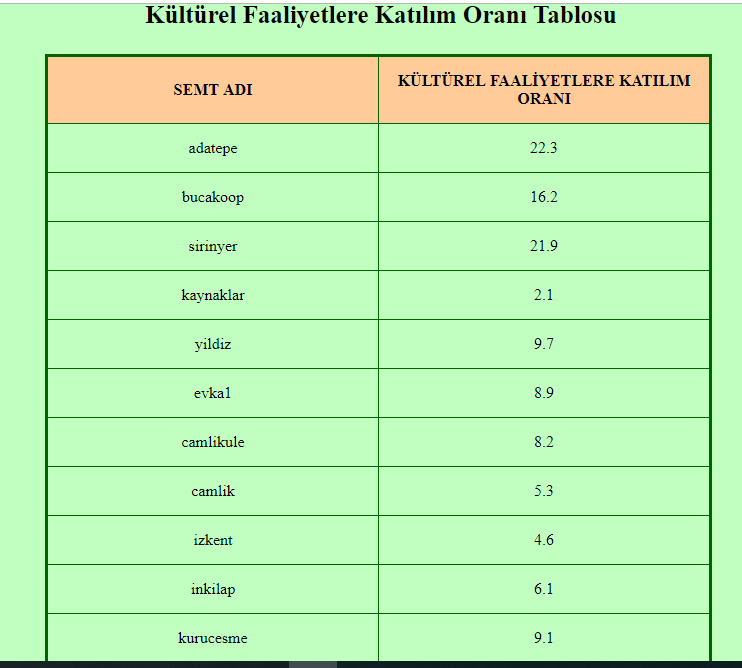 Kültürel Faaliyetlere Katılım Oranı Tablosu
SEMT ADI
KÜLTÜREL FAALİYETLERE KATILIM
ORANI
adatepe 22.3
bucakoop 16.2
sirinyer 21.9
kaynaklar 2.1
yildiz 9.7
evka1 8.9
camlikule 8.2
camlik 5.3
izkent 4.6
inkilap 6.1
kurucesme 9.1